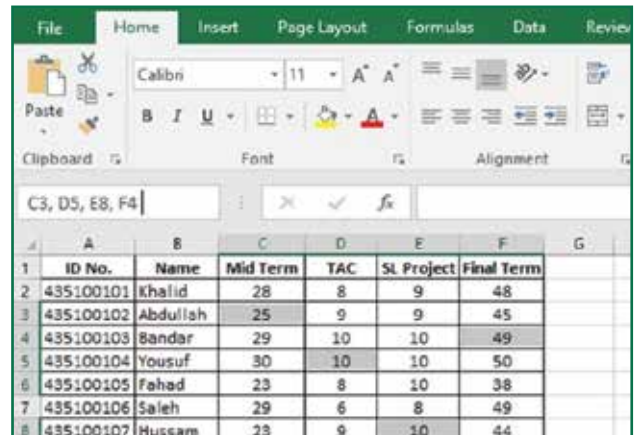 File Home Insert Page Layout Formulas Data Review
Calibri 11 A A
Paste B I U A
Clipboard Font Alignment
C3, D5, E8, F4 fx
A B C D E F G
1 ID No. Name Mid Term TAC SL Project Final Term
2 435100101 Khalid 28 8 9 48
3 435100102 Abdullah 25 9 9 45
4 435100103 Bandar 29 10 10 49
5 435100104 Yousuf 30 10 10 50
6 435100105 Fahad 23 8 10 38
7 435100106 Saleh 29 6 8 49
8 435100107 Hussam 23 9 10 44